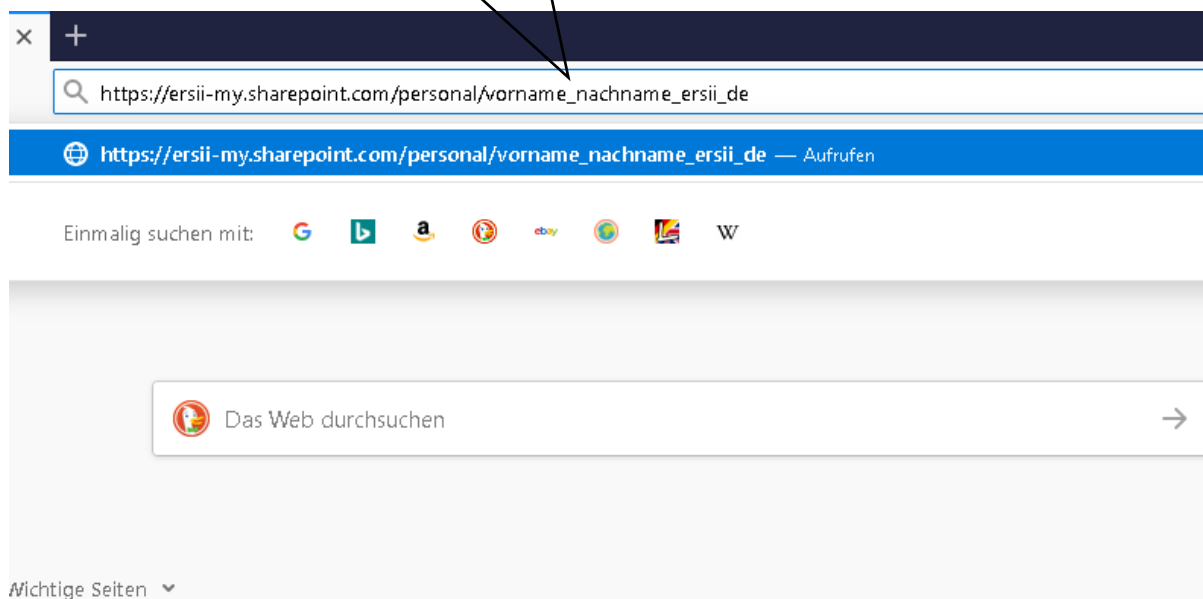 https://ersii-my.sharepoint.com/personal/vorname_nachname_ersii_de
https://ersii-my.sharepoint.com/personal/vorname_nachname_ersii_de — Aufrufen
Einmalig suchen mit: G b a ebay W
Das Web durchsuchen
Wichtige Seiten